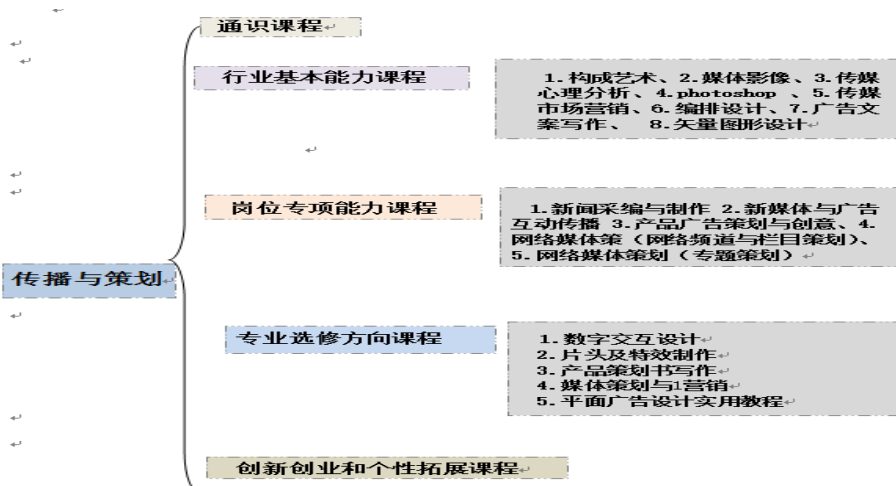 通识课程
行业基本能力课程
1.构成艺术、2.媒体影像、3.传媒
心理分析、4.photoshop 、5.传媒
市场营销、6.编排设计、7.广告文
案写作、 8.矢量图形设计
岗位专项能力课程
1.新闻采编与制作 2.新媒体与广告
互动传播 3.产品广告策划与创意、4.
网络媒体策（网络频道与栏目策划）、
5.网络媒体策划（专题策划）
传播与策划
专业选修方向课程
1.数字交互设计
2.片头及特效制作
3.产品策划书写作
4.媒体策划与1营销
5.平面广告设计实用教程
创新创业和个性拓展课程